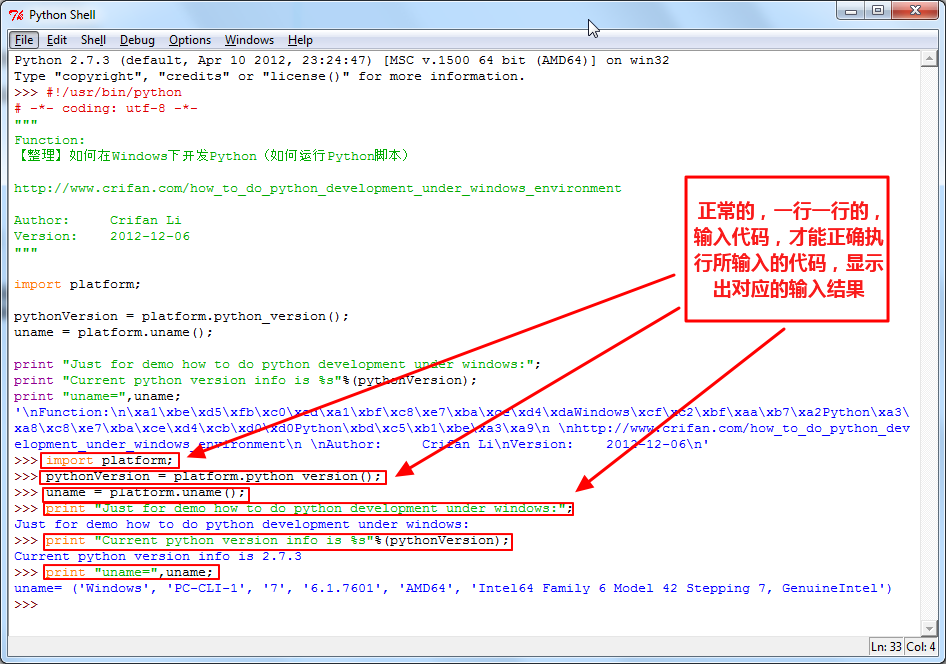 Python Shell
File Edit Shell Debug Options Windows Help
Python 2.7.3 (default, Apr 10 2012, 23:24:47) [MSC v.1500 64 bit (AMD64)] on win32
Type "copyright", "credits" or "license()" for more information.
>>> #!/usr/bin/python
# -*- coding: utf-8 -*-
"""
Function:
【整理】如何在Windows下开发Python（如何运行Python脚本）
http://www.crifan.com/how_to_do_python_development_under_windows_environment
Author:     Crifan Li
Version:    2012-12-06
"""
import platform;
pythonVersion = platform.python_version();
uname = platform.uname();
print "Just for demo how to do python development under windows:";
print "Current python version info is %s"%(pythonVersion);
print "uname=",uname;
'\nFunction:\n\xa1\xbe\xd5\xfb\xc0\xed\xa1\xbf\xc8\xe7\xba\xce\xd4\xdaWindows\xcf\xc2\xbf\xaa\xb7\xa2Python\xa3\
xa8\xc8\xe7\xba\xce\xd4\xcb\xd0\xd0Python\xbd\xc5\xb1\xbe\xa3\xa9\n \nhttp://www.crifan.com/how_to_do_python_dev
elopment_under_windows_environment\n \nAuthor:     Crifan Li\nVersion:    2012-12-06\n'
>>> import platform;
>>> pythonVersion = platform.python_version();
>>> uname = platform.uname();
>>> print "Just for demo how to do python development under windows:";
Just for demo how to do python development under windows:
>>> print "Current python version info is %s"%(pythonVersion);
Current python version info is 2.7.3
>>> print "uname=",uname;
uname= ('Windows', 'PC-CLI-1', '7', '6.1.7601', 'AMD64', 'Intel64 Family 6 Model 42 Stepping 7, GenuineIntel')
>>>
正常的，一行一行的，
输入代码，才能正确执
行所输入的代码，显示
出对应的输入结果
Ln: 33 Col: 4